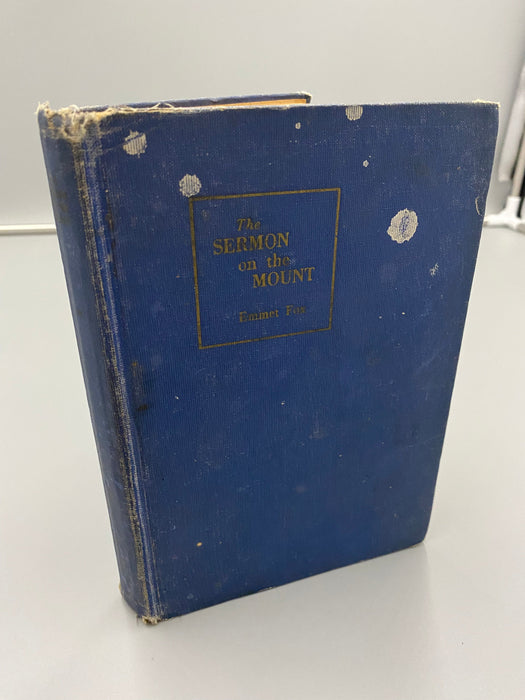 The
SERMON
on the
MOUNT
Emmet Fox